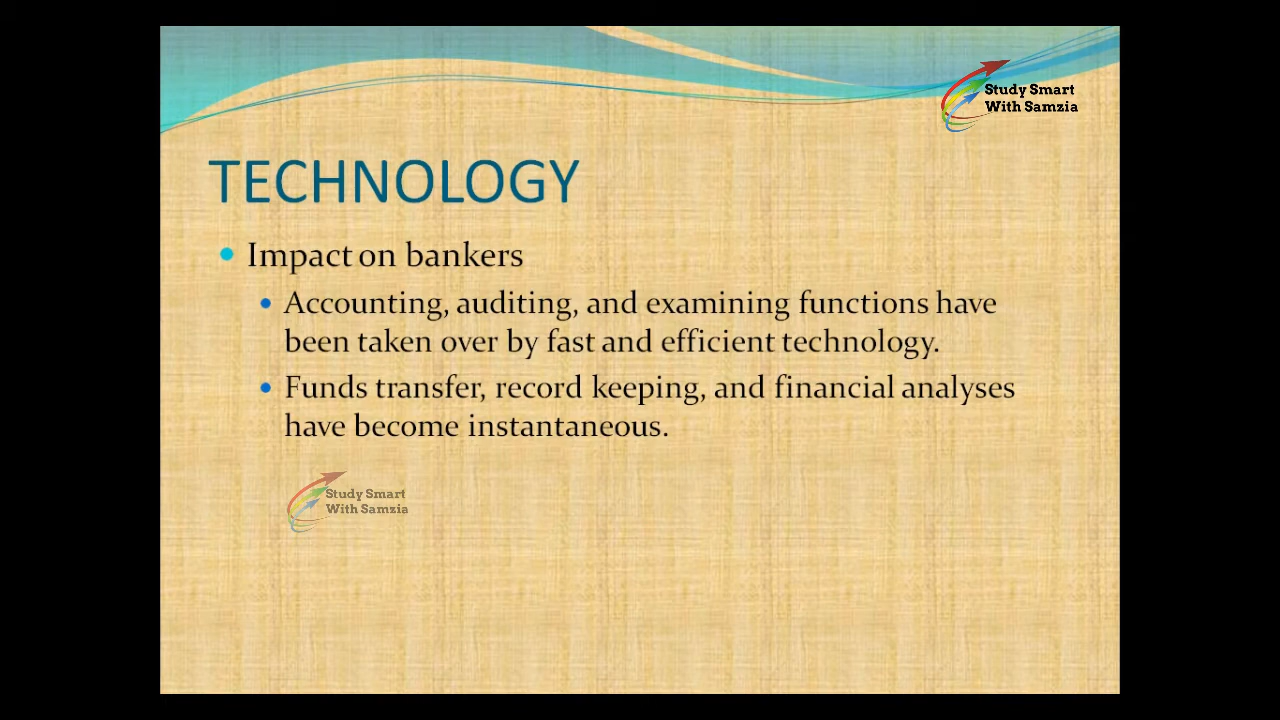 Study Smart
With Samzia
TECHNOLOGY
Impact on bankers
Accounting, auditing, and examining functions have
been taken over by fast and efficient technology.
Funds transfer, record keeping, and financial analyses
have become instantaneous.
Study Smart
With Samzia